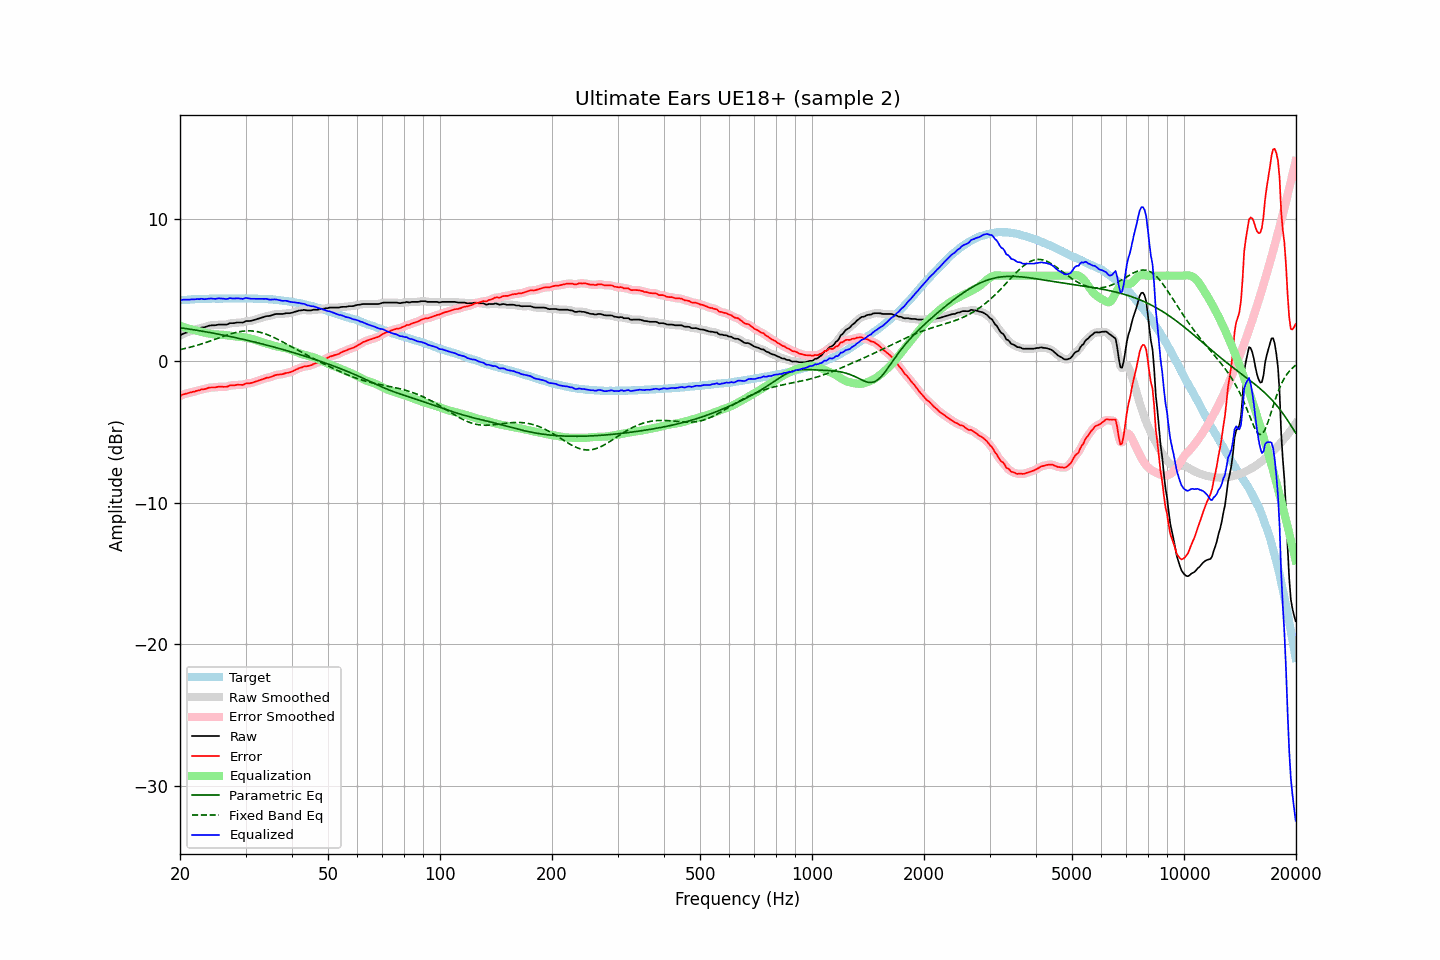 Ultimate Ears UE18+ (sample 2)
Amplitude (dBr)
10
0
−10
−20
−30
Target
Raw Smoothed
Error Smoothed
Raw
Error
Equalization
Parametric Eq
Fixed Band Eq
Equalized
20 50 100 200 500 1000 2000 5000 10000 20000
Frequency (Hz)